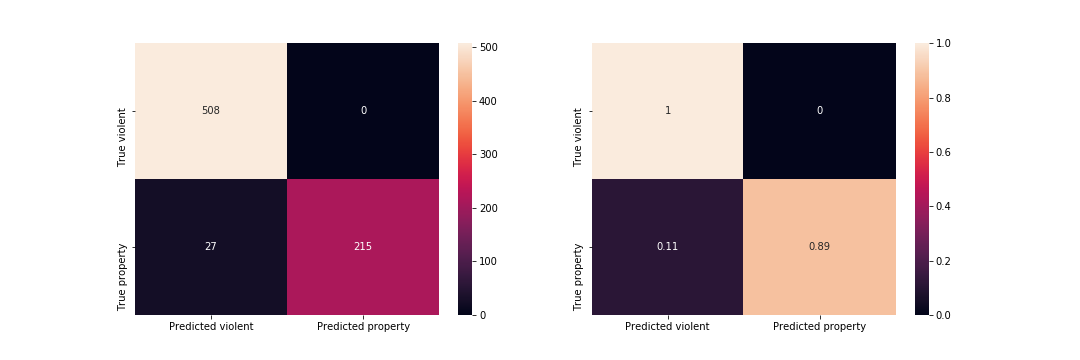 True violent
True property
508
0
27
215
Predicted violent
Predicted property
500
400
300
200
100
0
True violent
True property
1
0
0.11
0.89
Predicted violent
Predicted property
1.0
0.8
0.6
0.4
0.2
0.0